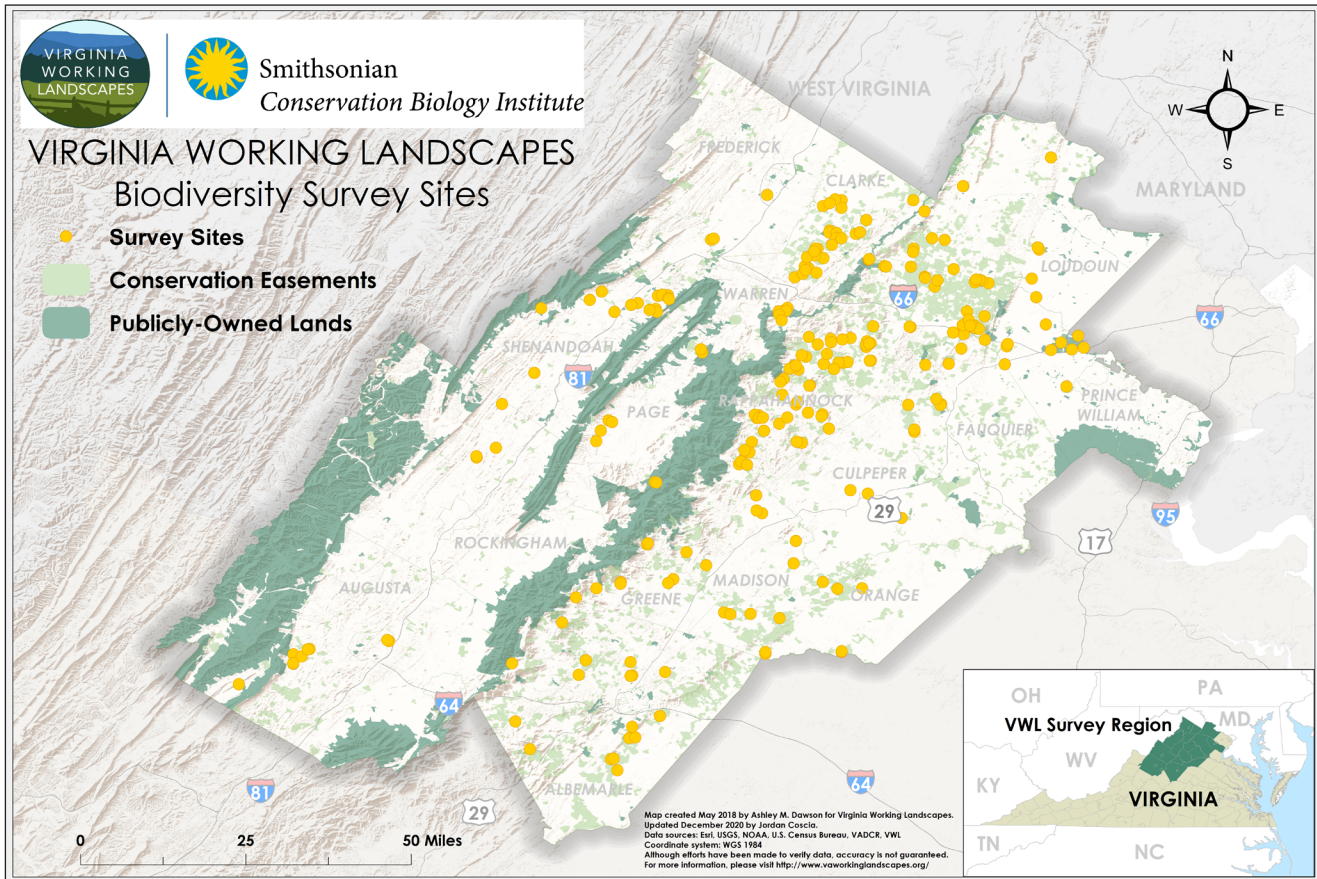 VIRGINIA
WORKING
LANDSCAPES
Smithsonian
Conservation Biology Institute
VIRGINIA WORKING LANDSCAPES
Biodiversity Survey Sites
Survey Sites
Conservation Easements
Publicly-Owned Lands
N
W
E
S
WEST VIRGINIA
MARYLAND
FREDERICK
CLARKE
LOUDOUN
WARREN
66
66
SHENANDOAH
81
PAGE
RAPPAHANNOCK
PRINCE
WILLIAM
FAUQUIER
CULPEPER
29
95
17
ROCKINGHAM
AUGUSTA
MADISON
GREENE
ORANGE
64
81
29
ALBEMARLE
64
0
25
50 Miles
Map created May 2018 by Ashley M. Dawson for Virginia Working Landscapes.
Updated December 2020 by Jordan Coscia.
Data sources: Esri, USGS, NOAA, U.S. Census Bureau, VADCR, VWL
Coordinate system: WGS 1984
Although efforts have been made to verify data, accuracy is not guaranteed.
For more information, please visit http://www.vaworkinglandscapes.org/
OH
PA
VWL Survey Region
MD
WV
KY
VIRGINIA
TN
NC